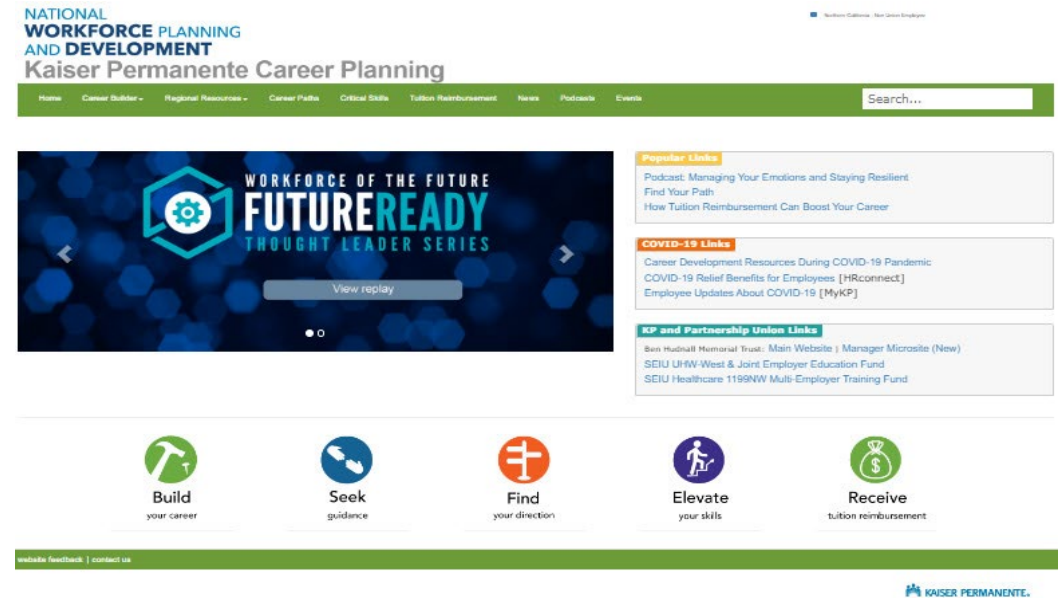 NATIONAL
WORKFORCE PLANNING
AND DEVELOPMENT
Kaiser Permanente Career Planning
Northern California - Non Union Employee
Home Career Builder Regional Resources Career Paths Critical Skills Tuition Reimbursement News Podcasts Events Search...
WORKFORCE OF THE FUTURE
FUTUREREADY
THOUGHT LEADER SERIES
View replay
Popular Links
Podcast: Managing Your Emotions and Staying Resilient
Find Your Path
How Tuition Reimbursement Can Boost Your Career
COVID-19 Links
Career Development Resources During COVID-19 Pandemic
COVID-19 Relief Benefits for Employees [HRconnect]
Employee Updates About COVID-19 [MyKP]
KP and Partnership Union Links
Ben Hudnall Memorial Trust: Main Website | Manager Microsite (New)
SEIU UHW-West & Joint Employer Education Fund
SEIU Healthcare 1199NW Multi-Employer Training Fund
Build
your career
Seek
guidance
Find
your direction
Elevate
your skills
$
Receive
tuition reimbursement
website feedback | contact us
KAISER PERMANENTE.